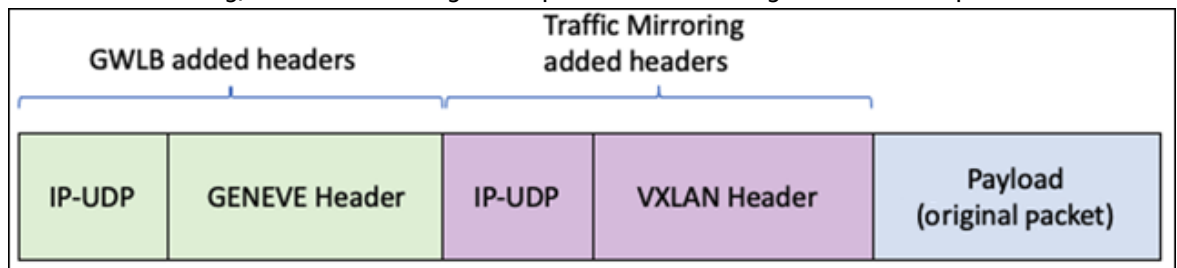 GWLB added headers
Traffic Mirroring
added headers
IP-UDP
GENEVE Header
IP-UDP
VXLAN Header
Payload
(original packet)